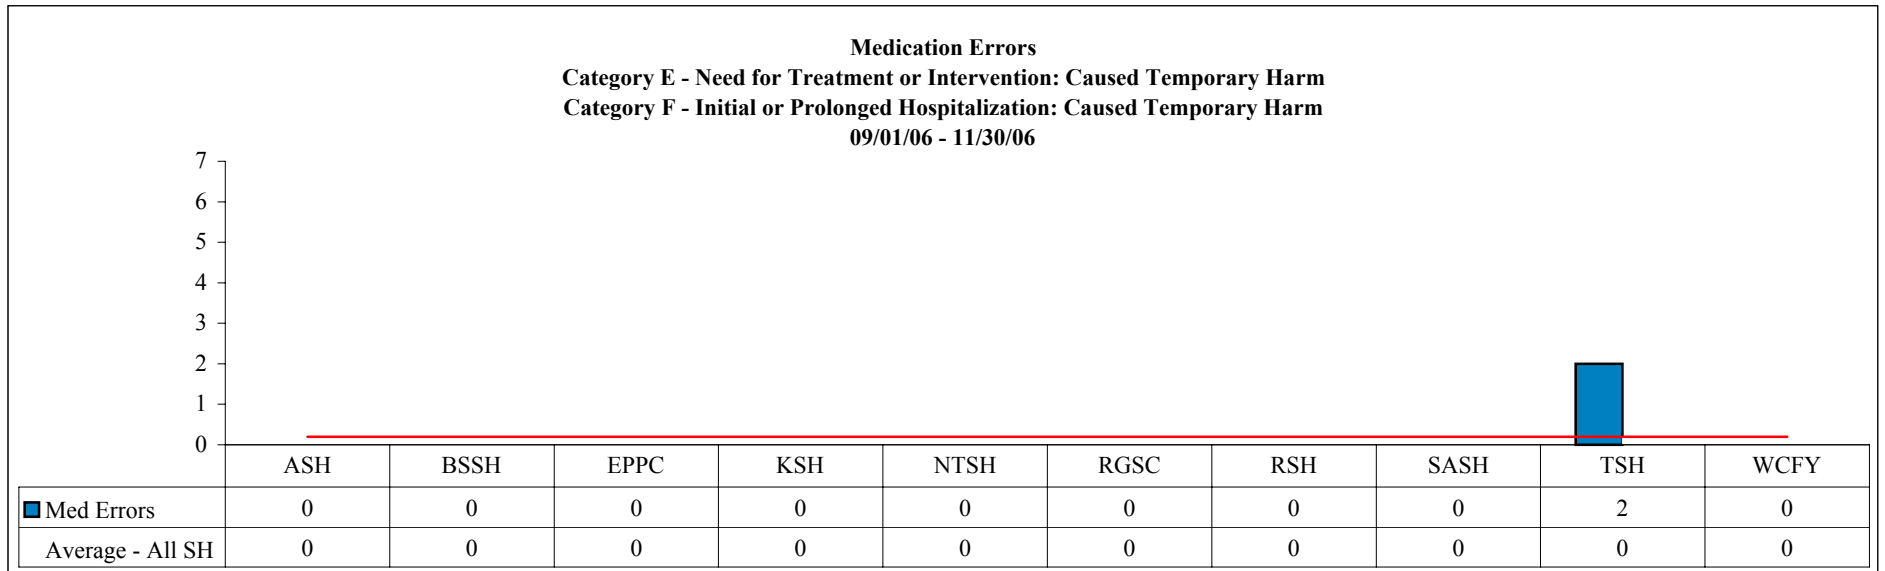 Medication Errors
Category E - Need for Treatment or Intervention: Caused Temporary Harm
Category F - Initial or Prolonged Hospitalization: Caused Temporary Harm
09/01/06 - 11/30/06
7
6
5
4
3
2
1
0
ASH BSSH EPPC KSH NTSH RGSC RSH SASH TSH WCFY
Med Errors 0 0 0 0 0 0 0 0 2 0
Average - All SH 0 0 0 0 0 0 0 0 0 0